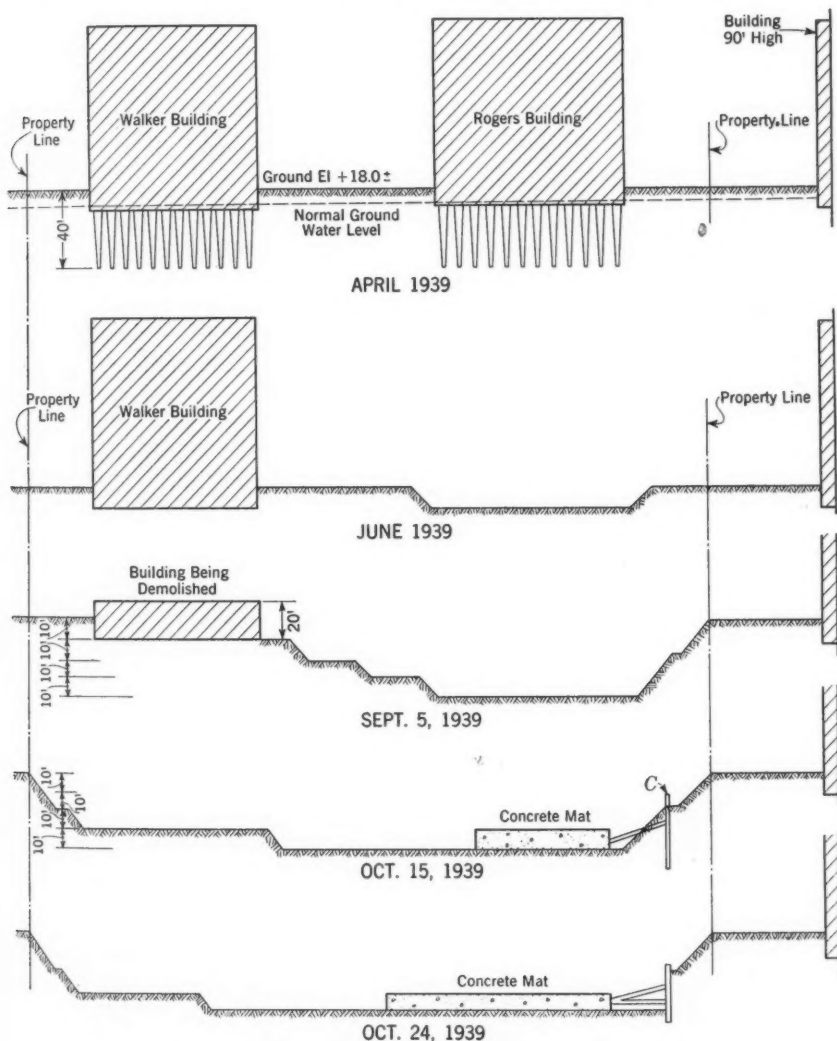 Building
90' High
Property
Line
Walker Building
Rogers Building
Property Line
Ground El +18.0 ±
Normal Ground
Water Level
40'
APRIL 1939
Property
Line
Walker Building
Property Line
JUNE 1939
Building Being
Demolished
20'
10'
10'
10'
10'
SEPT. 5, 1939
10'
10'
10'
10'
C
Concrete Mat
OCT. 15, 1939
Concrete Mat
OCT. 24, 1939